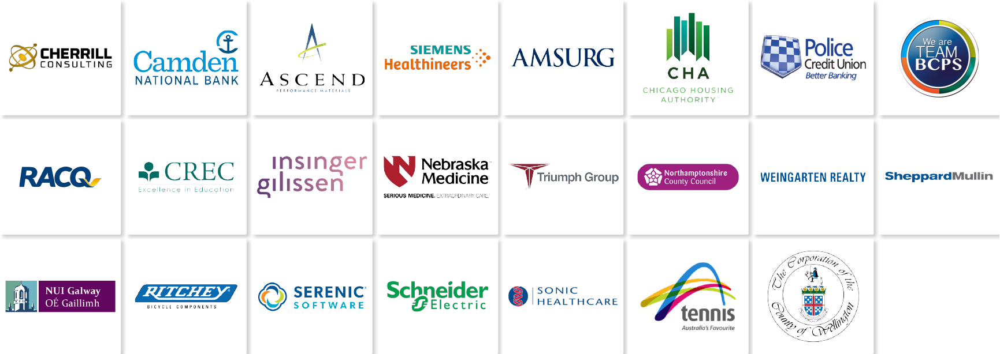 CHERRILL
CONSULTING
Camden
NATIONAL BANK
ASCEND
PERFORMANCE MATERIALS
SIEMENS
Healthineers
AMSURG
CHA
CHICAGO HOUSING
AUTHORITY
Police
Credit Union
Better Banking
We are
TEAM
BCPS
RACQ
CREC
Excellence in Education
insinger
gilissen
Nebraska
Medicine
SERIOUS MEDICINE. EXTRAORDINARY CARE.
Triumph Group
Northamptonshire
County Council
WEINGARTEN REALTY
SheppardMullin
NUI Galway
OÉ Gaillimh
RITCHEY
BICYCLE COMPONENTS
SERENIC
SOFTWARE
Schneider
Electric
SONIC
HEALTHCARE
tennis
Australia's Favourite
The Corporation of the
County of Wellington